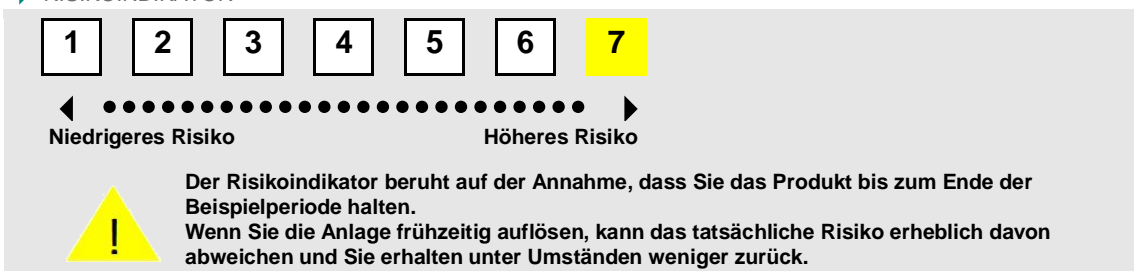 RISIKOINDIKATOR
1 2 3 4 5 6 7
Niedrigeres Risiko Höheres Risiko
Der Risikoindikator beruht auf der Annahme, dass Sie das Produkt bis zum Ende der
Beispielperiode halten.
! Wenn Sie die Anlage frühzeitig auflösen, kann das tatsächliche Risiko erheblich davon
abweichen und Sie erhalten unter Umständen weniger zurück.